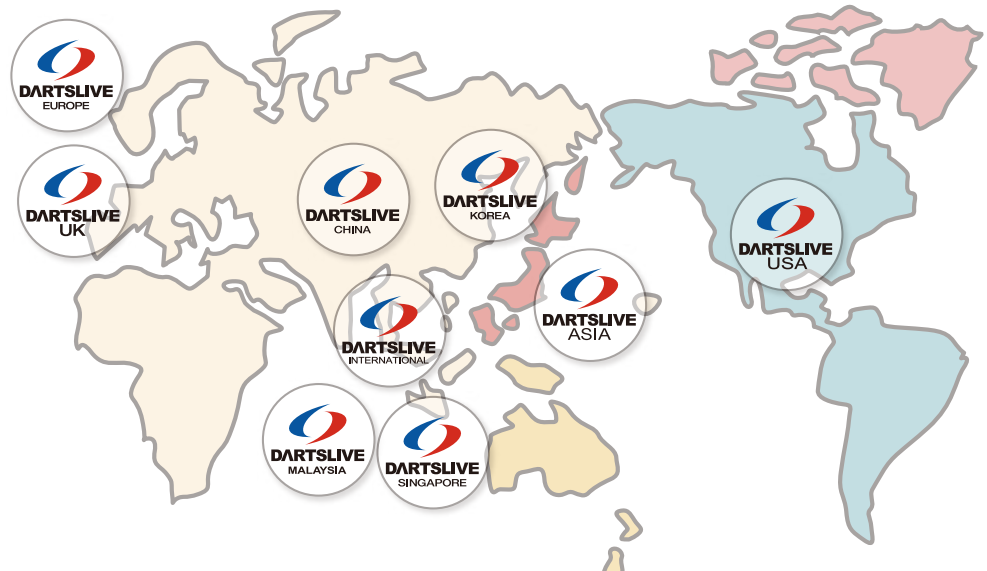 DARTSLIVE
EUROPE
DARTSLIVE
UK
DARTSLIVE
CHINA
DARTSLIVE
KOREA
DARTSLIVE
USA
DARTSLIVE
INTERNATIONAL
DARTSLIVE
ASIA
DARTSLIVE
MALAYSIA
DARTSLIVE
SINGAPORE